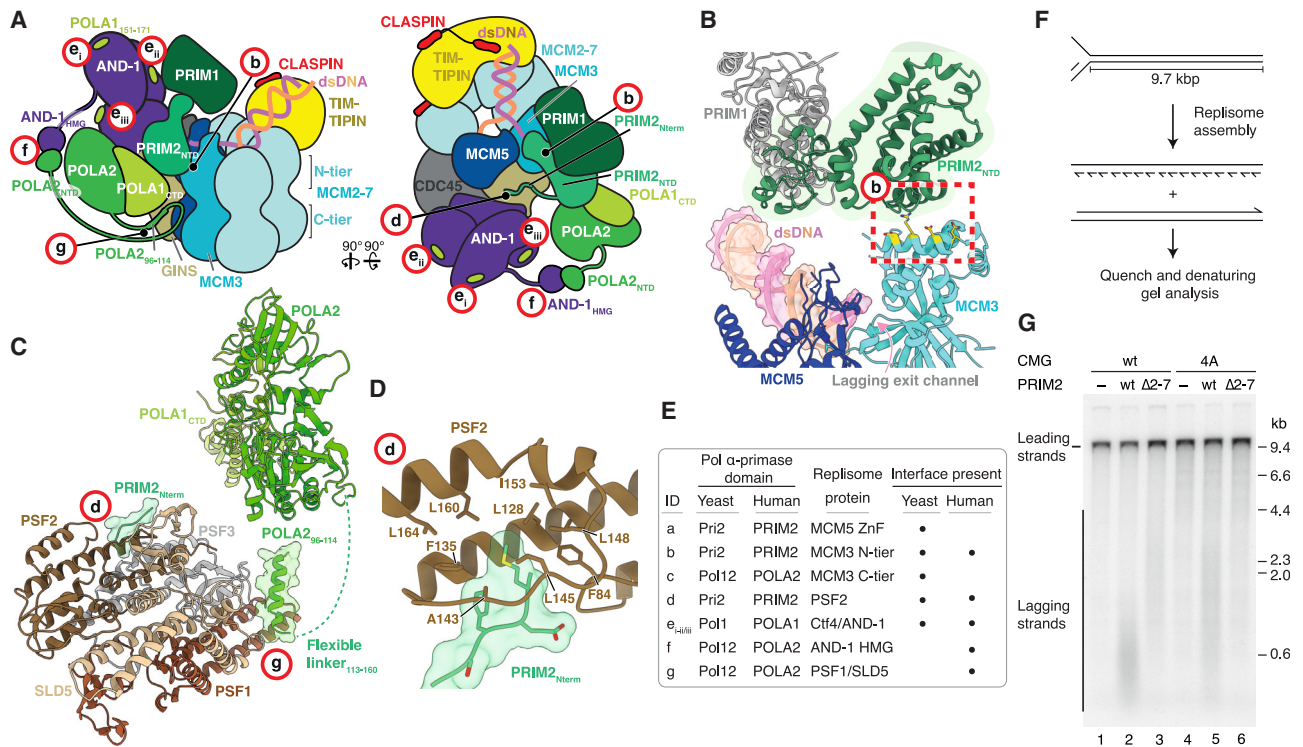 A
POLA1151-171
ei
eii
AND-1
PRIM1
b
CLASPIN
dsDNA
TIM-
TIPIN
eiii
AND-1HMG
f
PRIM2NTD
POLA2
POLA2NTD
POLA1CTD
N-tier
MCM2-7
C-tier
g
POLA296-114
GINS
MCM3
90° 90°
CLASPIN
dsDNA
TIM-
TIPIN
MCM2-7
MCM3
b
PRIM1
PRIM2Nterm
MCM5
CDC45
PRIM2NTD
POLA1CTD
d
AND-1
eiii
POLA2
eii
ei
f
AND-1HMG
POLA2NTD
B
PRIM1
PRIM2NTD
b
dsDNA
MCM3
MCM5
Lagging exit channel
C
POLA2
POLA1CTD
PRIM2Nterm
d
PSF2
PSF3
POLA296-114
Flexible
linker113-160
g
SLD5
PSF1
D
d
PSF2
I153
L160
L128
L164
L148
F135
A143
L145
F84
PRIM2Nterm
E
Pol α-primase
domain
Replisome
protein
Interface present
ID Yeast Human Yeast Human
a Pri2 PRIM2 MCM5 ZnF •
b Pri2 PRIM2 MCM3 N-tier • •
c Pol12 POLA2 MCM3 C-tier •
d Pri2 PRIM2 PSF2 • •
ei-ii/iii Pol1 POLA1 Ctf4/AND-1 • •
f Pol12 POLA2 AND-1 HMG •
g Pol12 POLA2 PSF1/SLD5 •
F
9.7 kbp
Replisome
assembly
+
Quench and denaturing
gel analysis
G
CMG wt 4A
PRIM2 – wt Δ2-7 – wt Δ2-7
kb
Leading
strands
9.4
6.6
4.4
2.3
2.0
Lagging
strands
0.6
1 2 3 4 5 6